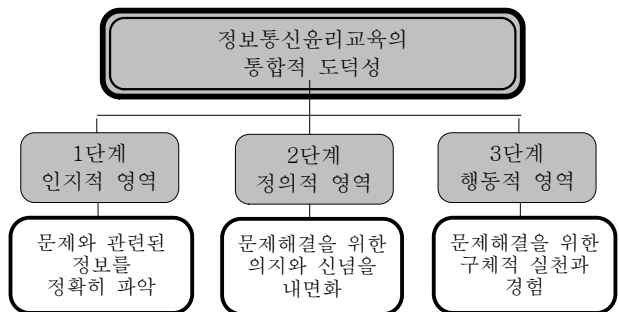 정보통신윤리교육의
통합적 도덕성
1단계
인지적 영역
2단계
정의적 영역
3단계
행동적 영역
문제와 관련된
정보를
정확히 파악
문제해결을 위한
의지와 신념을
내면화
문제해결을 위한
구체적 실천과
경험